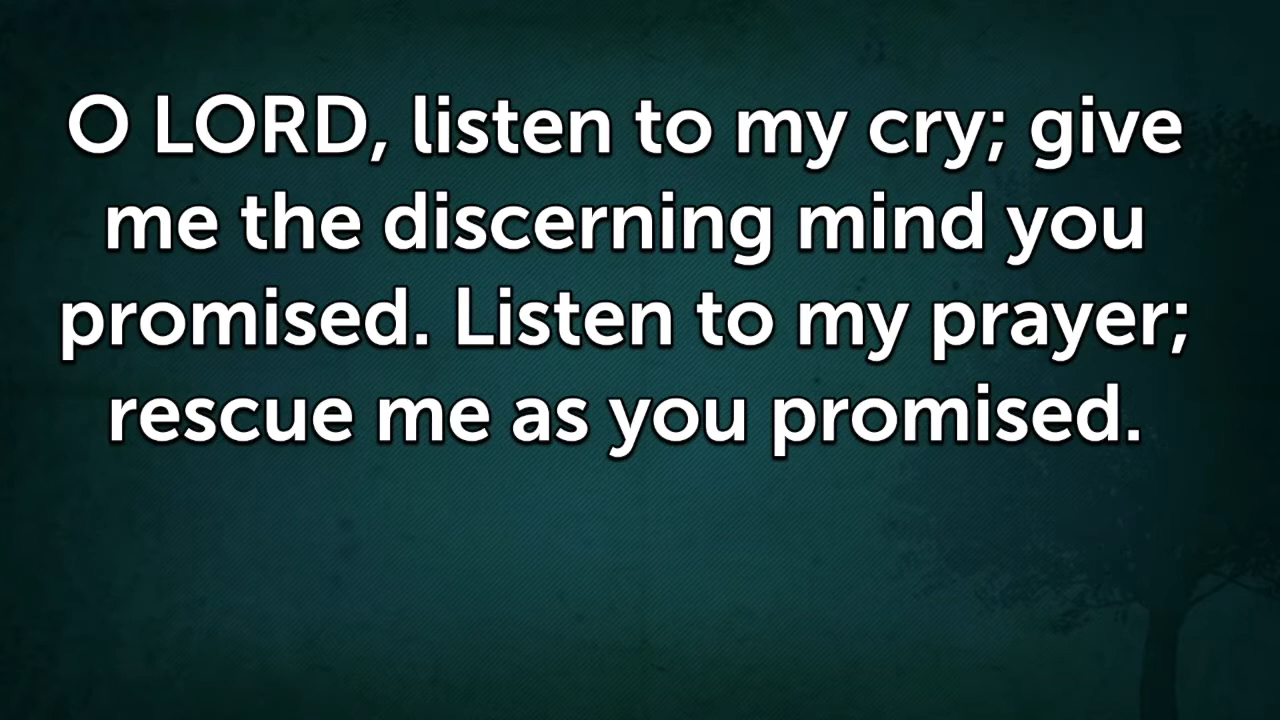 O LORD, listen to my cry; give
me the discerning mind you
promised. Listen to my prayer;
rescue me as you promised.